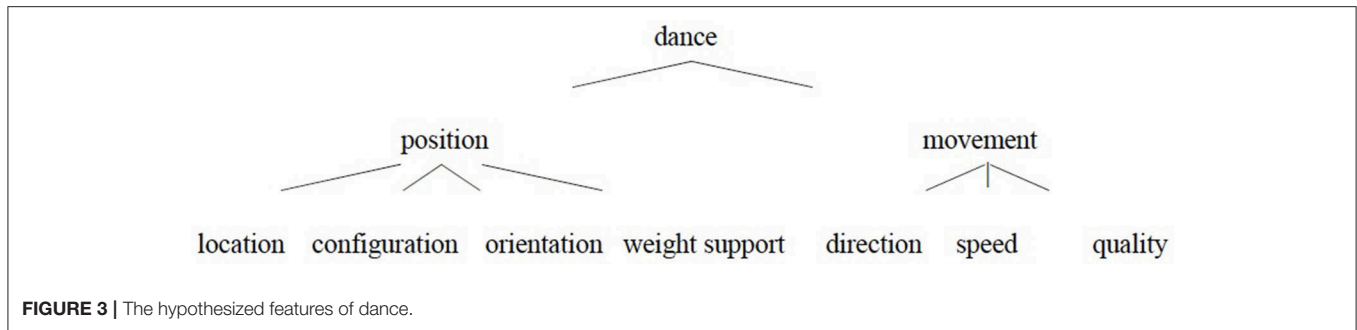 dance
position movement
location configuration orientation weight support direction speed quality
FIGURE 3 | The hypothesized features of dance.